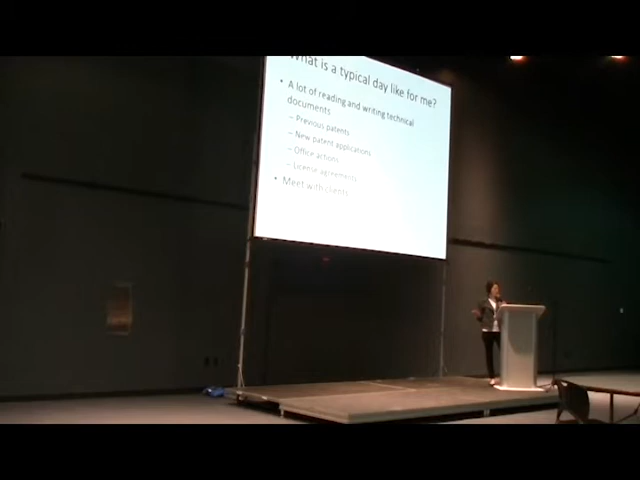 What is a typical day like for me?
• A lot of reading and writing technical
documents
– Previous patents
– New patent applications
– Office actions
– License agreements
• Meet with clients